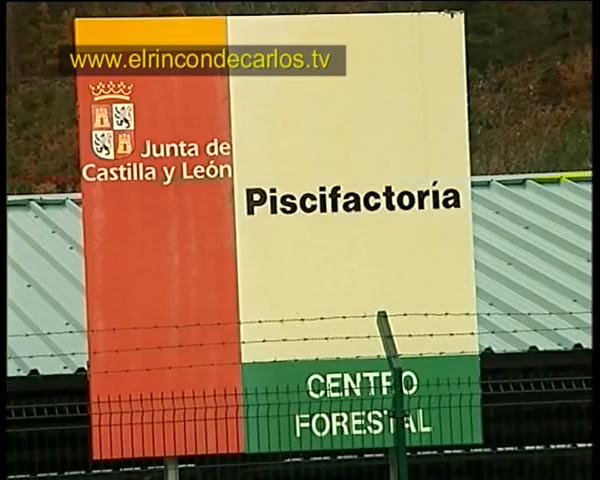 www.elrincondecarlos.tv
Junta de
Castilla y León
Piscifactoría
CENTRO
FORESTAL